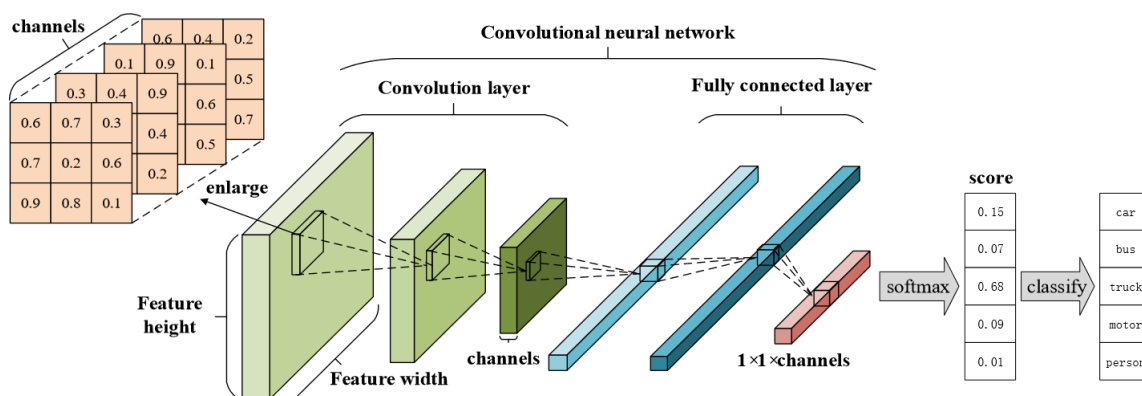 channels
0.6 0.4 0.2
0.1 0.9 0.1
0.5
0.3 0.4 0.9
0.6
0.7
0.6 0.7 0.3
0.4
0.5
0.7 0.2 0.6
0.2
0.9 0.8 0.1
enlarge
Convolutional neural network
Convolution layer
Fully connected layer
Feature
height
Feature width
channels
1×1×channels
softmax
score
0.15
0.07
0.68
0.09
0.01
classify
car
bus
truck
motor
person